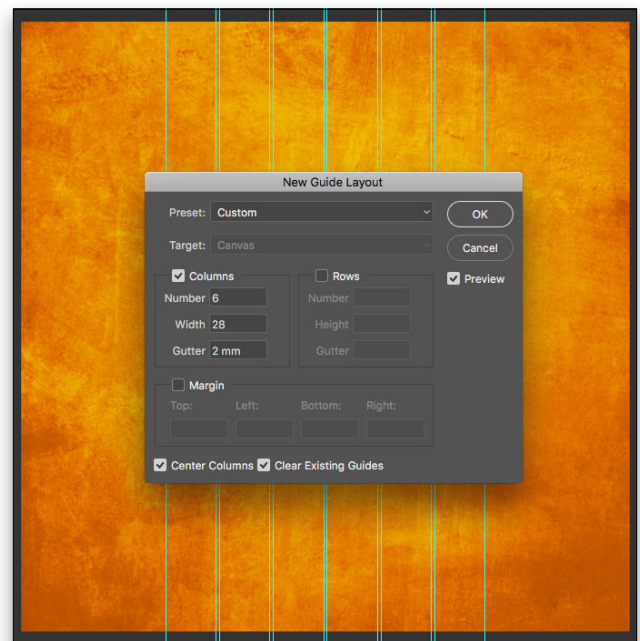 New Guide Layout
Preset: Custom
OK
Target: Canvas
Cancel
Columns
Rows
Preview
Number 6
Number
Width 28
Height
Gutter 2 mm
Gutter
Margin
Top: Left: Bottom: Right:
Center Columns Clear Existing Guides